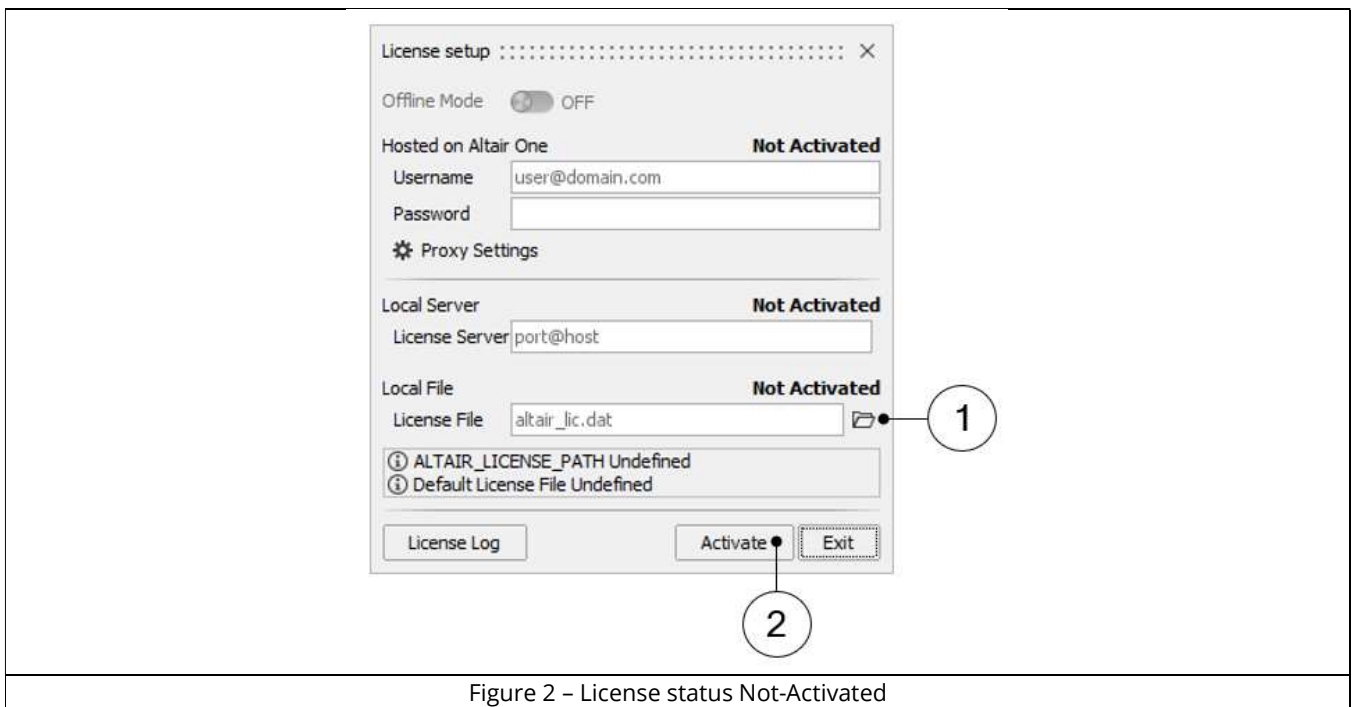 License setup
Offline Mode OFF
Hosted on Altair One Not Activated
Username user@domain.com
Password
Proxy Settings
Local Server Not Activated
License Server port@host
Local File Not Activated
License File altair_lic.dat
1
ALTAIR_LICENSE_PATH Undefined
Default License File Undefined
License Log Activate Exit
2
Figure 2 – License status Not-Activated